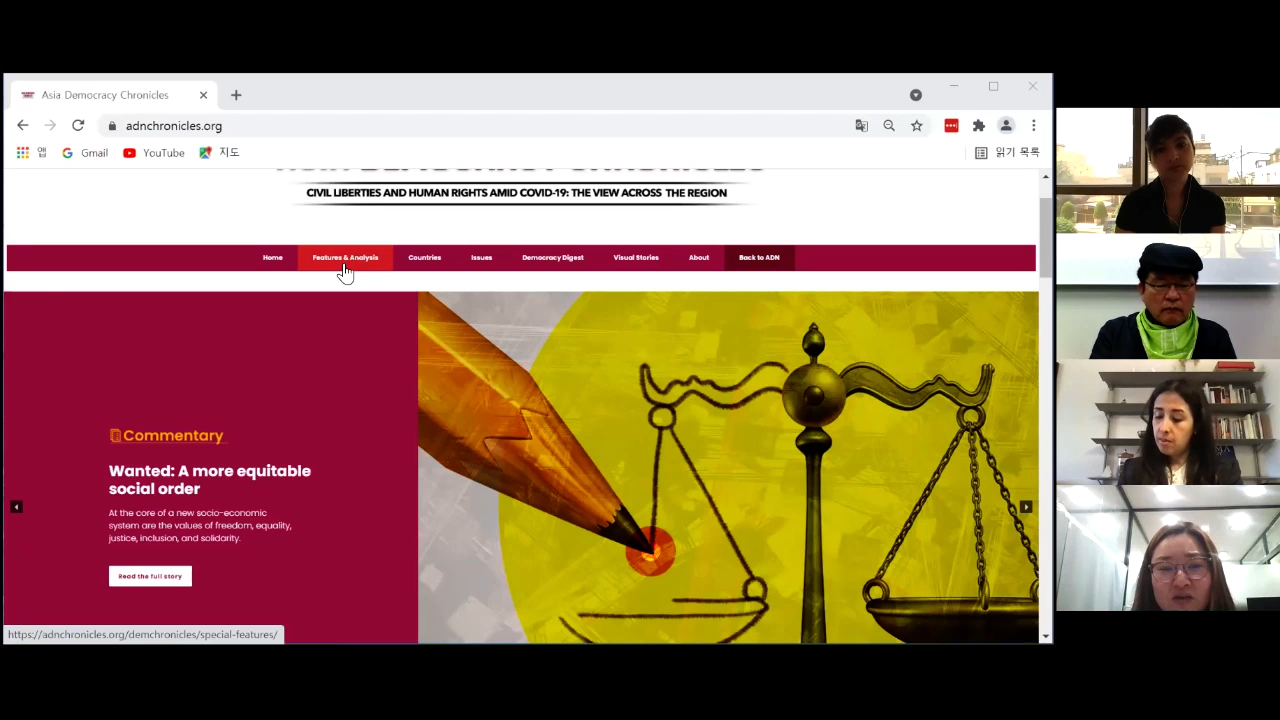 Asia Democracy Chronicles
adnchronicles.org
앱
Gmail
YouTube
지도
읽기 목록
ASIA DEMOCRACY CHRONICLES
CIVIL LIBERTIES AND HUMAN RIGHTS AMID COVID-19: THE VIEW ACROSS THE REGION
Home
Features & Analysis
Countries
Issues
Democracy Digest
Visual Stories
About
Back to ADN
Commentary
Wanted: A more equitable
social order
At the core of a new socio-economic
system are the values of freedom, equality,
justice, inclusion, and solidarity.
Read the full story
https://adnchronicles.org/demchronicles/special-features/